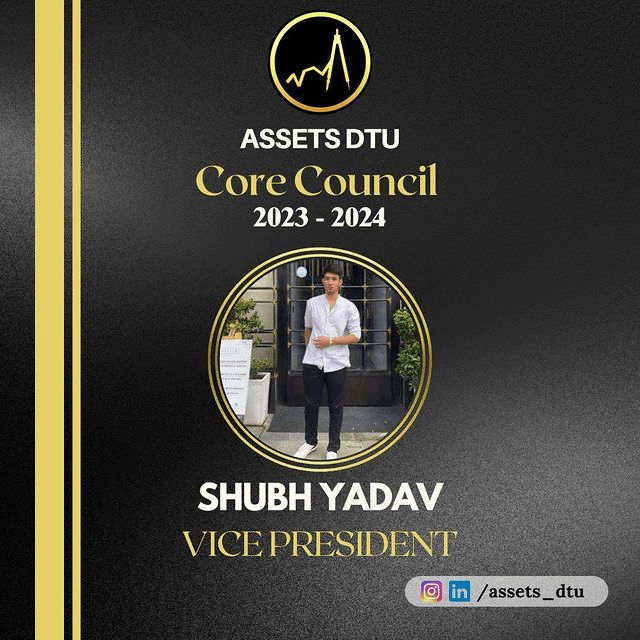 ASSETS DTU
Core Council
2023 - 2024
SHUBH YADAV
VICE PRESIDENT
/assets_dtu